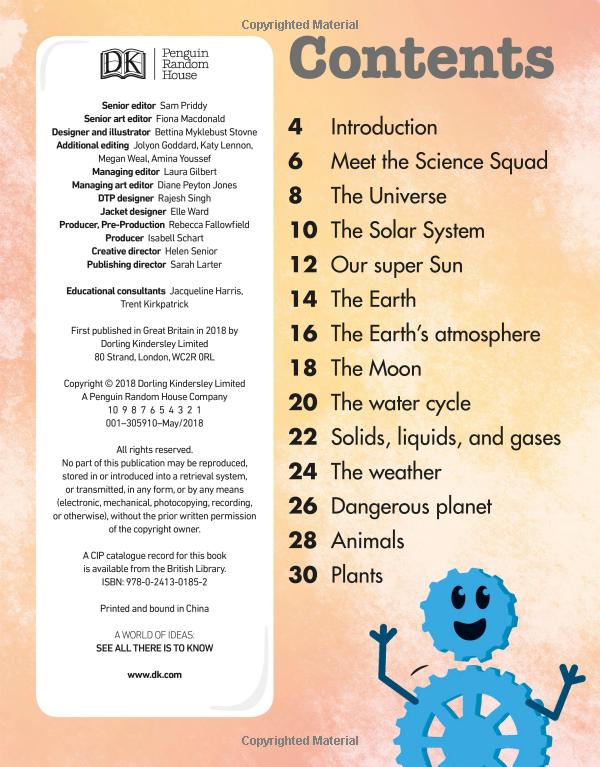 Copyrighted Material
DK
Penguin
Random
House
Senior editor Sam Priddy
Senior art editor Fiona Macdonald
Designer and illustrator Bettina Myklebust Stovne
Additional editing Jolyon Goddard, Katy Lennon,
Megan Weal, Amina Youssef
Managing editor Laura Gilbert
Managing art editor Diane Peyton Jones
DTP designer Rajesh Singh
Jacket designer Elle Ward
Producer, Pre-Production Rebecca Fallowfield
Producer Isabell Schart
Creative director Helen Senior
Publishing director Sarah Larter
Educational consultants Jacqueline Harris,
Trent Kirkpatrick
First published in Great Britain in 2018 by
Dorling Kindersley Limited
80 Strand, London, WC2R 0RL
Copyright © 2018 Dorling Kindersley Limited
A Penguin Random House Company
10 9 8 7 6 5 4 3 2 1
001–305910–May/2018
All rights reserved.
No part of this publication may be reproduced,
stored in or introduced into a retrieval system,
or transmitted, in any form, or by any means
(electronic, mechanical, photocopying, recording,
or otherwise), without the prior written permission
of the copyright owner.
A CIP catalogue record for this book
is available from the British Library.
ISBN: 978-0-2413-0185-2
Printed and bound in China
A WORLD OF IDEAS:
SEE ALL THERE IS TO KNOW
www.dk.com
Contents
4 Introduction
6 Meet the Science Squad
8 The Universe
10 The Solar System
12 Our super Sun
14 The Earth
16 The Earth's atmosphere
18 The Moon
20 The water cycle
22 Solids, liquids, and gases
24 The weather
26 Dangerous planet
28 Animals
30 Plants
Copyrighted Material